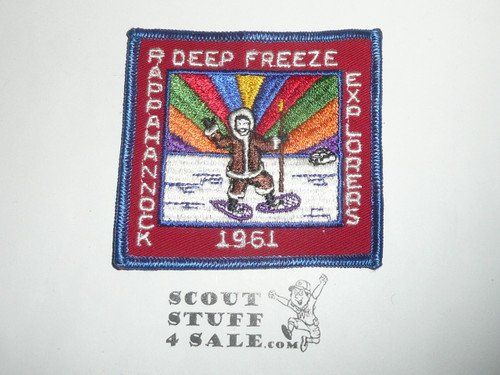 DEEP FREEZE
RAPPAHANNOCK
EXPLORERS
1961
SCOUT
STUFF
4 SALE.COM